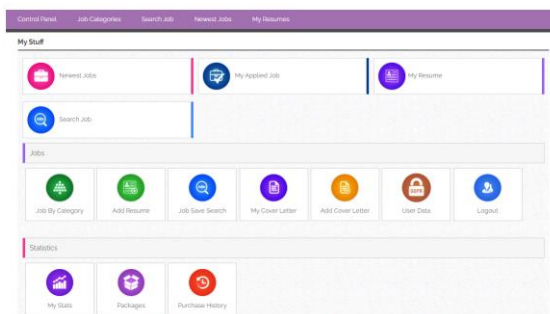 Control Panel Job Categories Search Job Newest Jobs My Resumes
My Stuff
Newest Jobs My Applied Job My Resume
Search Job
Jobs
Job By Category Add Resume Job Save Search My Cover Letter Add Cover Letter User Data Logout
GDPR
Statistics
My Stats Packages Purchase History